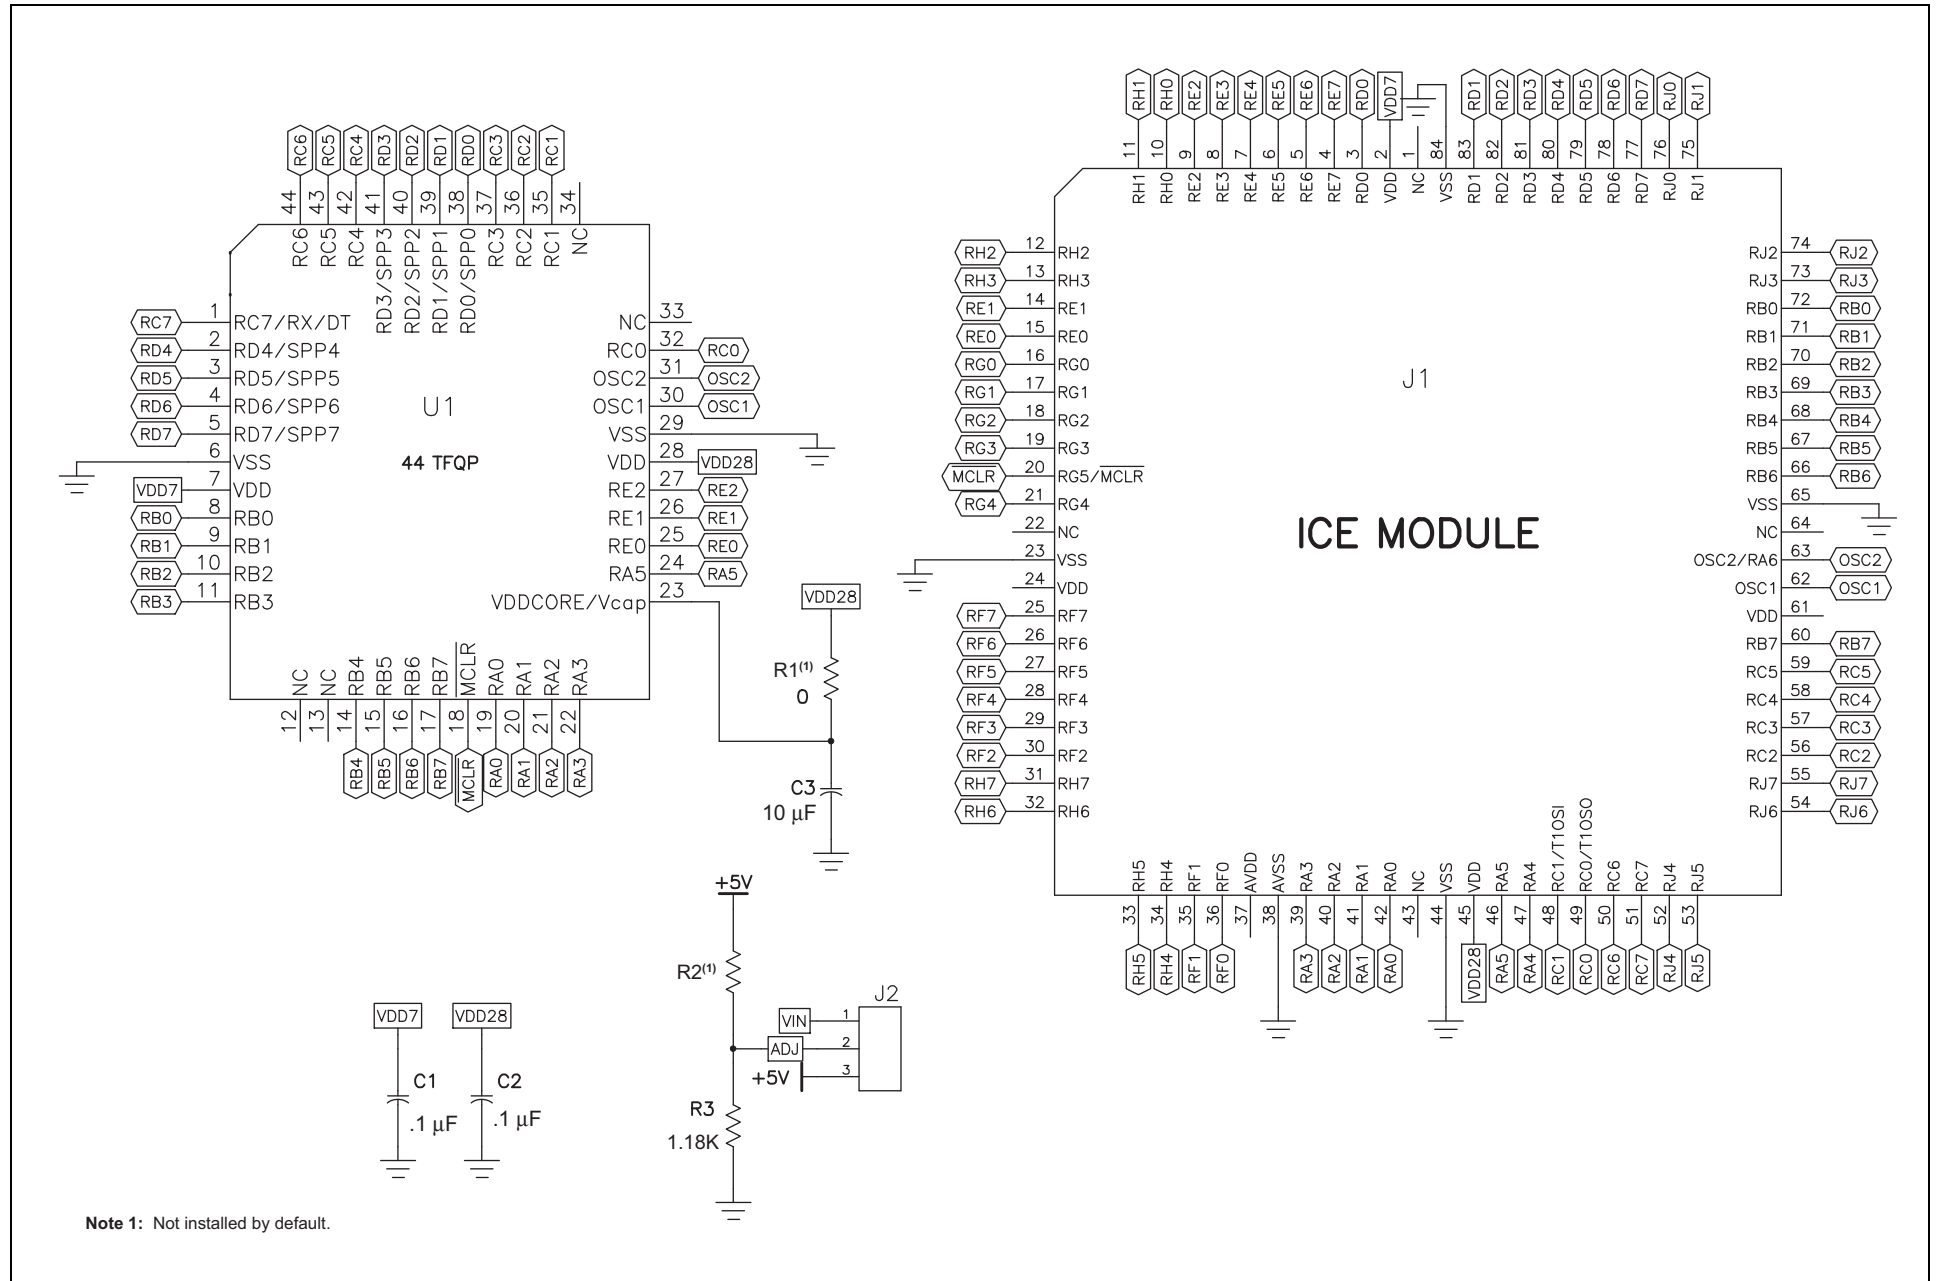 RC6 RC5 RC4 RD3 RD2 RD1 RD0 RC3 RC2 RC1
44 43 42 41 40 39 38 37 36 35 34
RC6 RC5 RC4 RD3/SPP3 RD2/SPP2 RD1/SPP1 RD0/SPP0 RC3 RC2 RC1 NC
RC7 1 RC7/RX/DT
RD4 2 RD4/SPP4
RD5 3 RD5/SPP5
RD6 4 RD6/SPP6
RD7 5 RD7/SPP7
6 VSS
VDD7 7 VDD
RB0 8 RB0
RB1 9 RB1
RB2 10 RB2
RB3 11 RB3
U1
44 TFQP
NC 33
RC0 32 RC0
OSC2 31 OSC2
OSC1 30 OSC1
VSS 29
VDD 28 VDD28
RE2 27 RE2
RE1 26 RE1
RE0 25 RE0
RA5 24 RA5
VDDCORE/Vcap 23
NC NC RB4 RB5 RB6 RB7 MCLR RA0 RA1 RA2 RA3
12 13 14 15 16 17 18 19 20 21 22
RB4 RB5 RB6 RB7 MCLR RA0 RA1 RA2 RA3
VDD28
R1(1)
0
C3
10 µF
+5V
R2(1)
R3
1.18K
J2
VIN 1
ADJ 2
+5V 3
VDD7 VDD28
C1 C2
.1 µF .1 µF
RH1 RH0 RE2 RE3 RE4 RE5 RE6 RE7 RD0 VDD7 RD1 RD2 RD3 RD4 RD5 RD6 RD7 RJ0 RJ1
11 10 9 8 7 6 5 4 3 2 1 84 83 82 81 80 79 78 77 76 75
RH1 RH0 RE2 RE3 RE4 RE5 RE6 RE7 RD0 VDD NC VSS RD1 RD2 RD3 RD4 RD5 RD6 RD7 RJ0 RJ1
RH2 12 RH2
RH3 13 RH3
RE1 14 RE1
RE0 15 RE0
RG0 16 RG0
RG1 17 RG1
RG2 18 RG2
RG3 19 RG3
MCLR 20 RG5/MCLR
RG4 21 RG4
22 NC
23 VSS
24 VDD
RF7 25 RF7
RF6 26 RF6
RF5 27 RF5
RF4 28 RF4
RF3 29 RF3
RF2 30 RF2
RH7 31 RH7
RH6 32 RH6
J1
ICE MODULE
RJ2 74 RJ2
RJ3 73 RJ3
RB0 72 RB0
RB1 71 RB1
RB2 70 RB2
RB3 69 RB3
RB4 68 RB4
RB5 67 RB5
RB6 66 RB6
VSS 65
NC 64
OSC2/RA6 63 OSC2
OSC1 62 OSC1
VDD 61
RB7 60 RB7
RC5 59 RC5
RC4 58 RC4
RC3 57 RC3
RC2 56 RC2
RJ7 55 RJ7
RJ6 54 RJ6
RH5 RH4 RF1 RF0 AVDD AVSS RA3 RA2 RA1 RA0 NC VSS VDD RA5 RA4 RC1/T1OSI RC0/T1OSO RC6 RC7 RJ4 RJ5
33 34 35 36 37 38 39 40 41 42 43 44 45 46 47 48 49 50 51 52 53
RH5 RH4 RF1 RF0 RA3 RA2 RA1 RA0 VDD28 RA5 RA4 RC1 RC0 RC6 RC7 RJ4 RJ5
Note 1: Not installed by default.